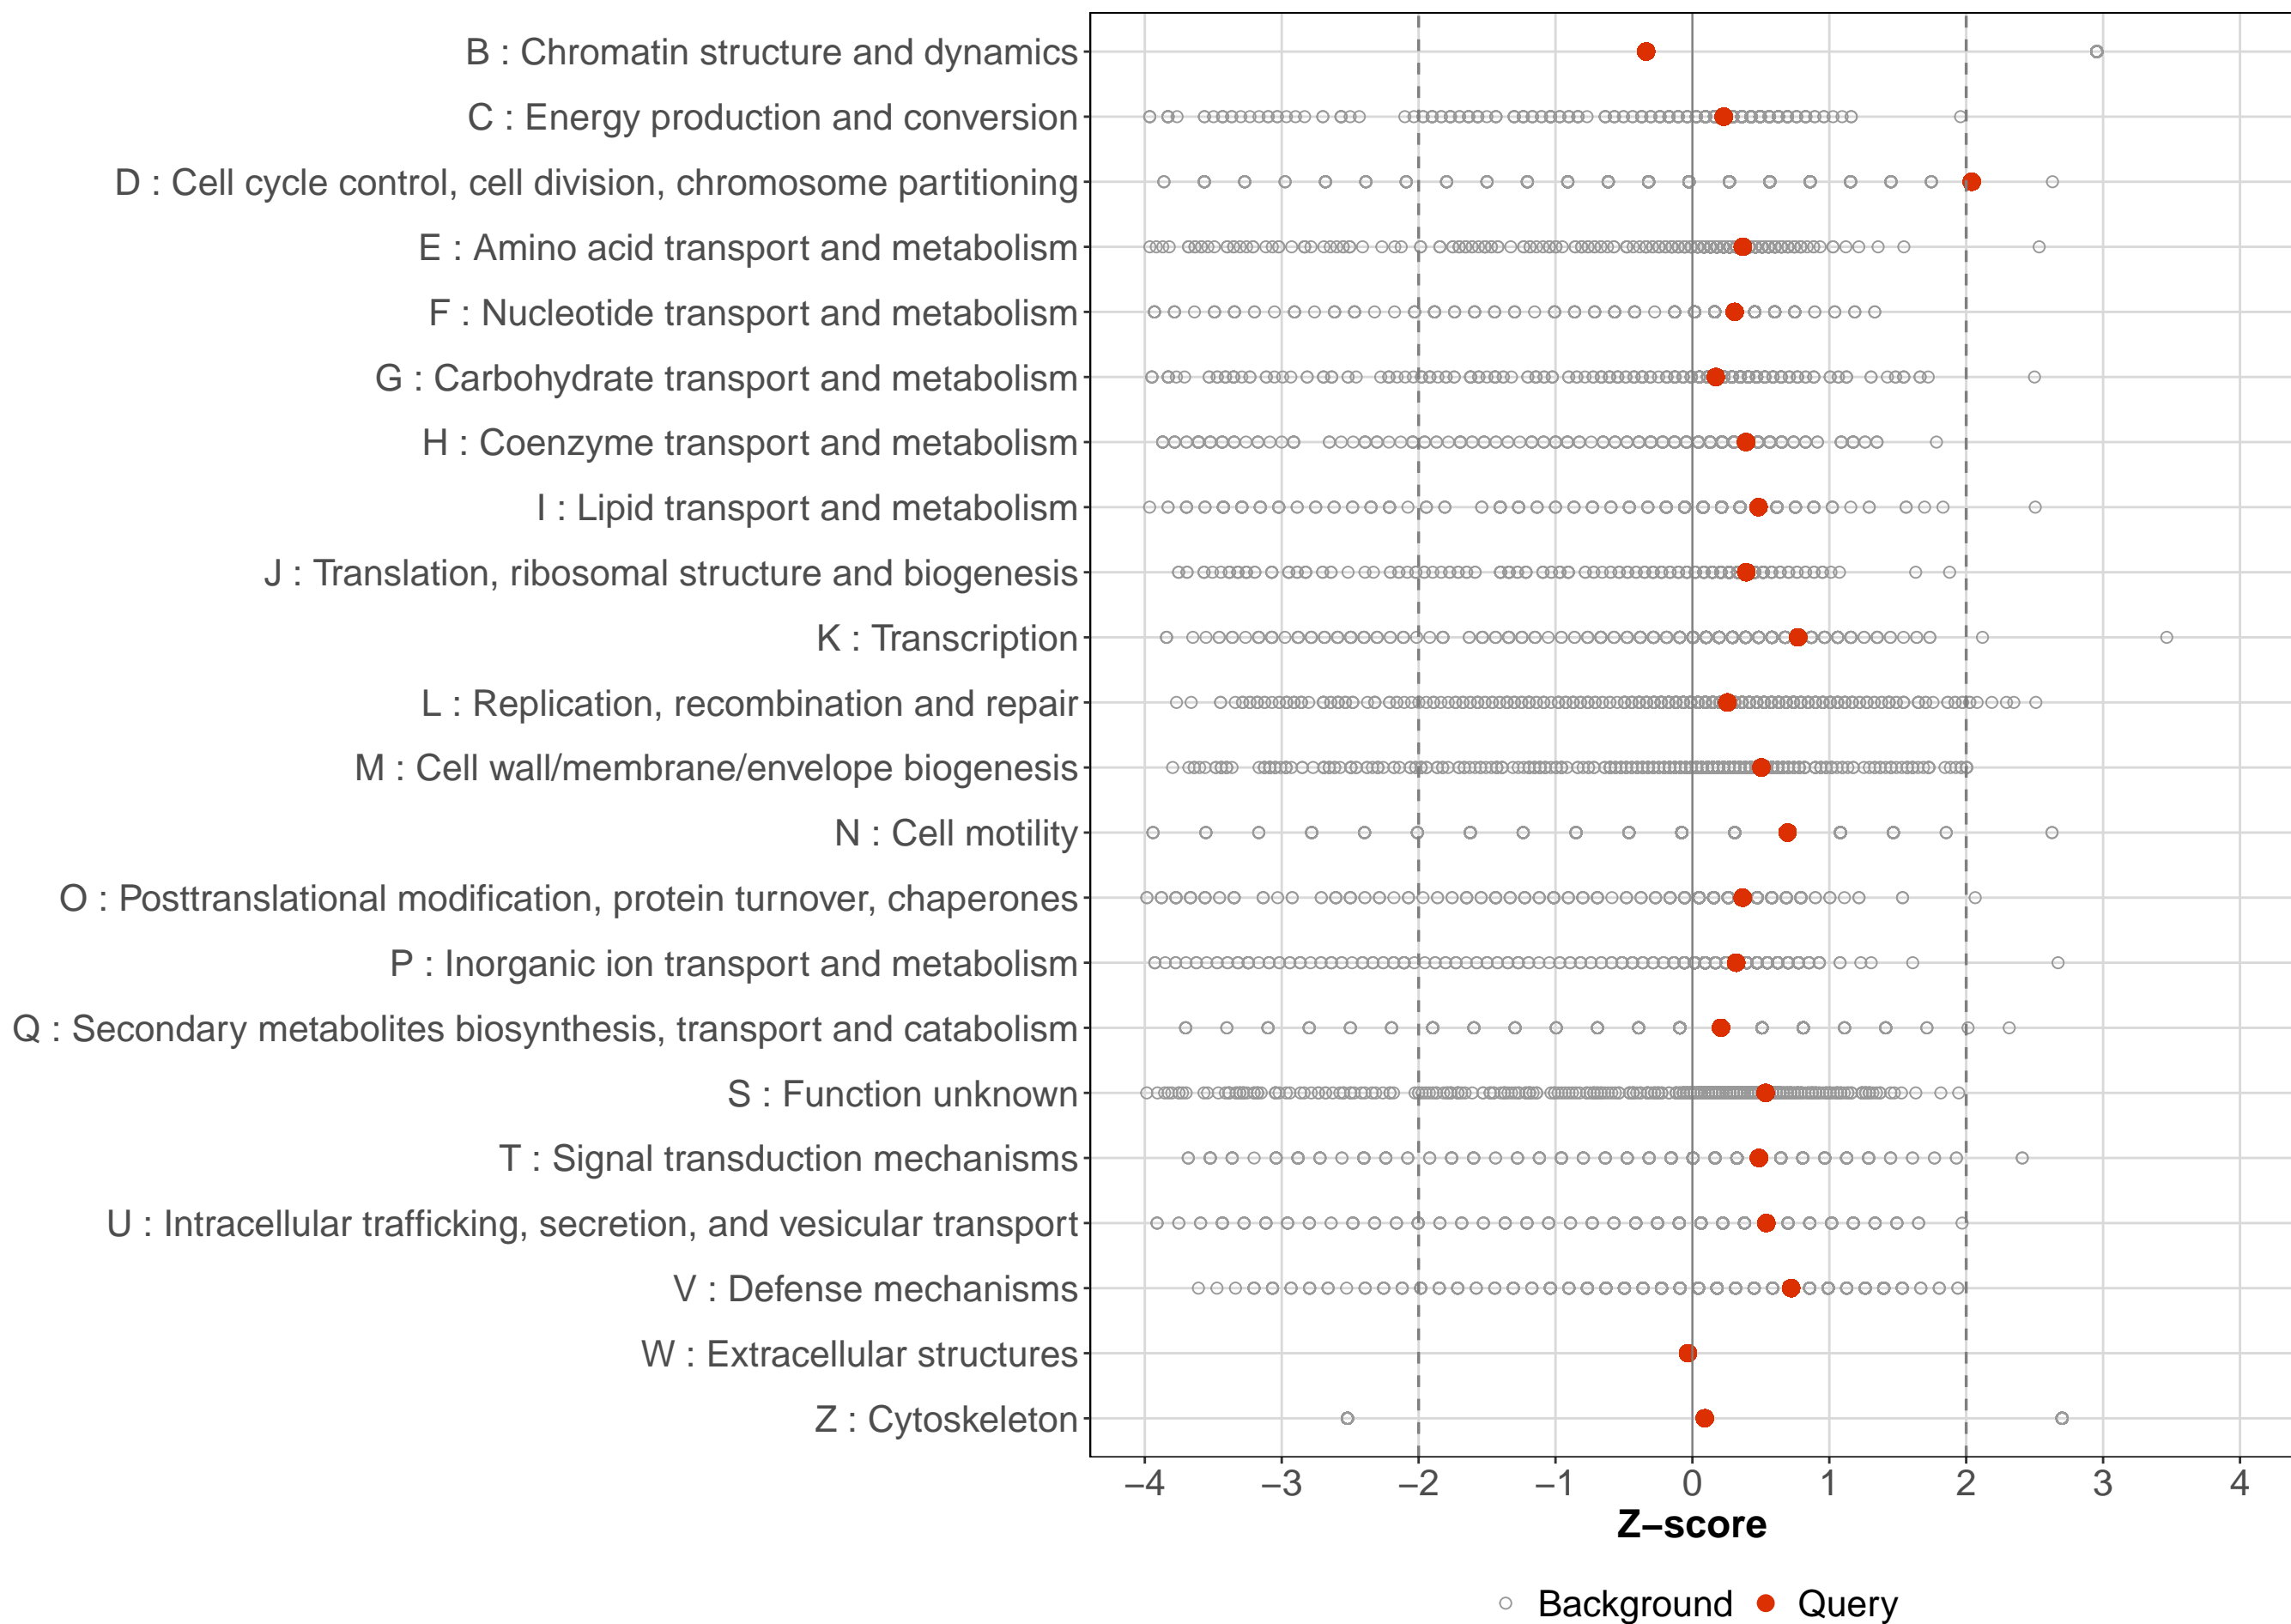 B : Chromatin structure and dynamics
C : Energy production and conversion
D : Cell cycle control, cell division, chromosome partitioning
E : Amino acid transport and metabolism
F : Nucleotide transport and metabolism
G : Carbohydrate transport and metabolism
H : Coenzyme transport and metabolism
I : Lipid transport and metabolism
J : Translation, ribosomal structure and biogenesis
K : Transcription
L : Replication, recombination and repair
M : Cell wall/membrane/envelope biogenesis
N : Cell motility
O : Posttranslational modification, protein turnover, chaperones
P : Inorganic ion transport and metabolism
Q : Secondary metabolites biosynthesis, transport and catabolism
S : Function unknown
T : Signal transduction mechanisms
U : Intracellular trafficking, secretion, and vesicular transport
V : Defense mechanisms
W : Extracellular structures
Z : Cytoskeleton
−4 −3 −2 −1 0 1 2 3 4
Z−score
Background Query